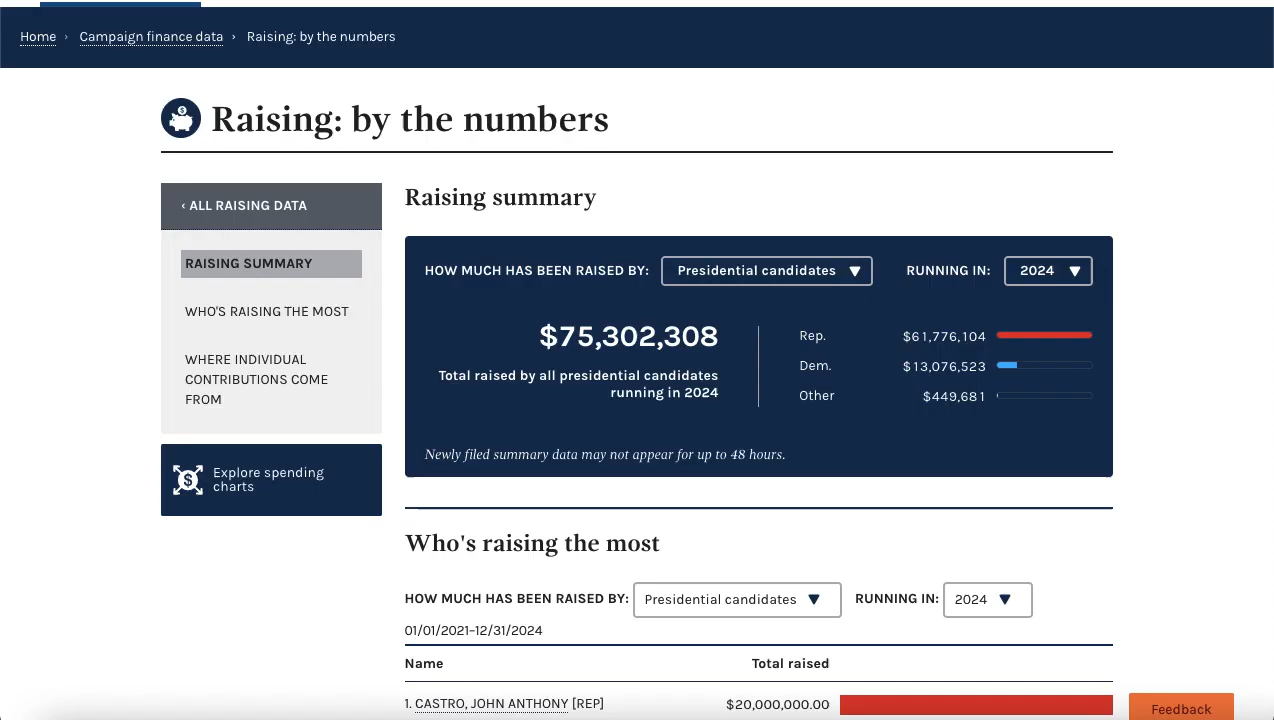 Home › Campaign finance data › Raising: by the numbers
Raising: by the numbers
‹ ALL RAISING DATA
RAISING SUMMARY
WHO'S RAISING THE MOST
WHERE INDIVIDUAL
CONTRIBUTIONS COME
FROM
Explore spending
charts
Raising summary
HOW MUCH HAS BEEN RAISED BY: Presidential candidates RUNNING IN: 2024
$75,302,308
Total raised by all presidential candidates
running in 2024
Rep. $61,776,104
Dem. $13,076,523
Other $449,681
Newly filed summary data may not appear for up to 48 hours.
Who's raising the most
HOW MUCH HAS BEEN RAISED BY: Presidential candidates RUNNING IN: 2024
01/01/2021–12/31/2024
Name Total raised
1. CASTRO, JOHN ANTHONY [REP] $20,000,000.00
Feedback